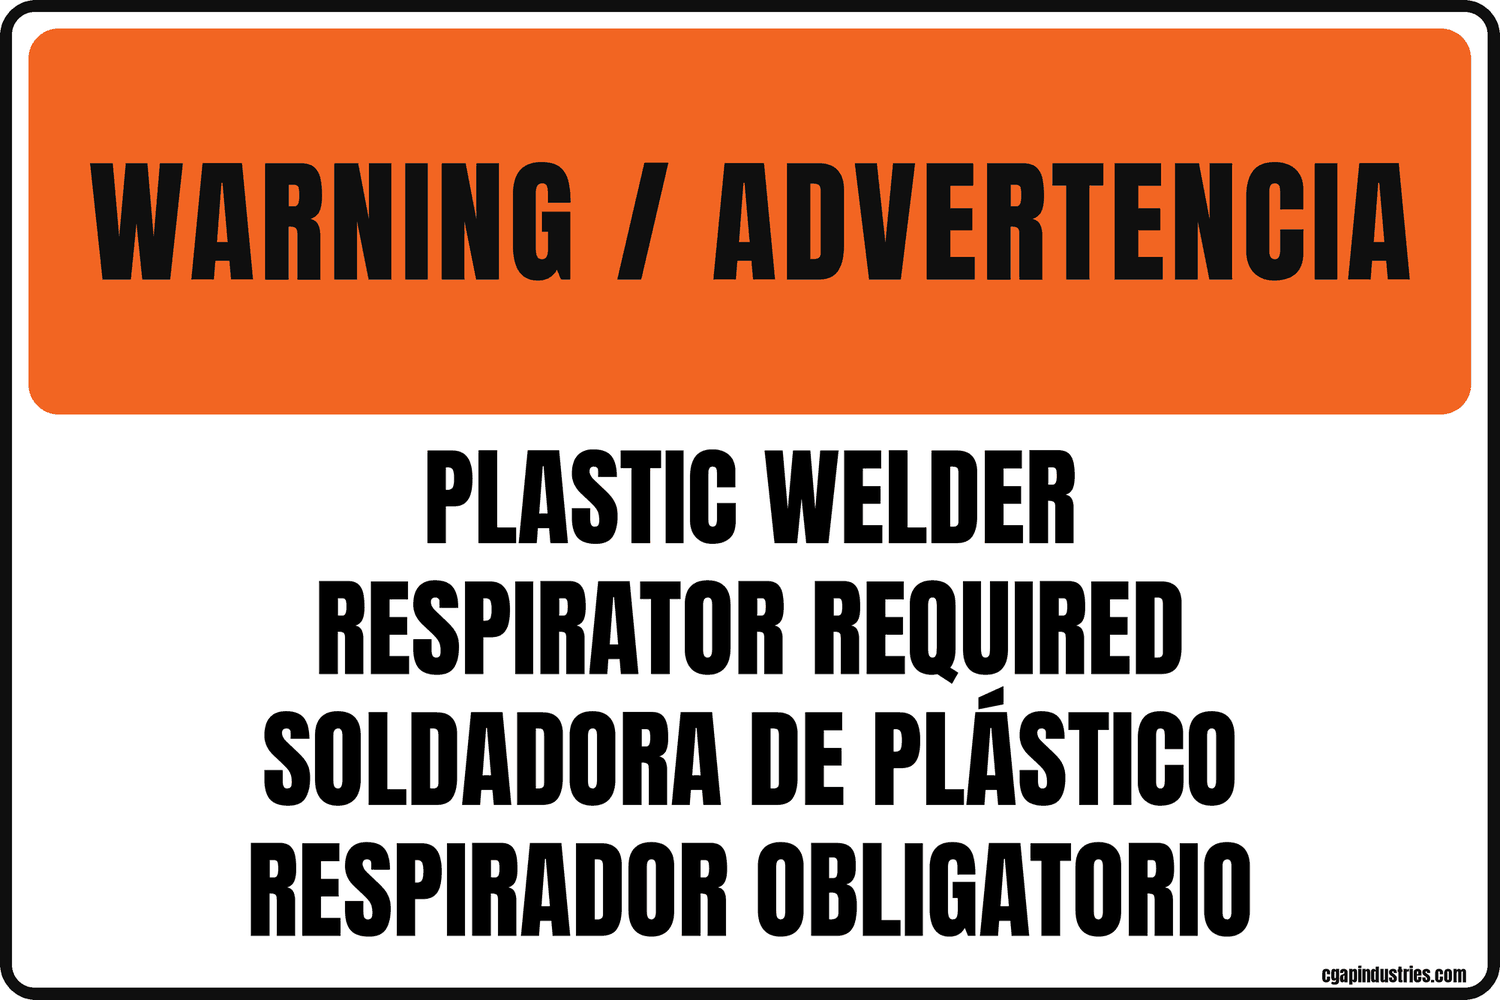 WARNING / ADVERTENCIA
PLASTIC WELDER
RESPIRATOR REQUIRED
SOLDADORA DE PLÁSTICO
RESPIRADOR OBLIGATORIO
cgapindustries.com